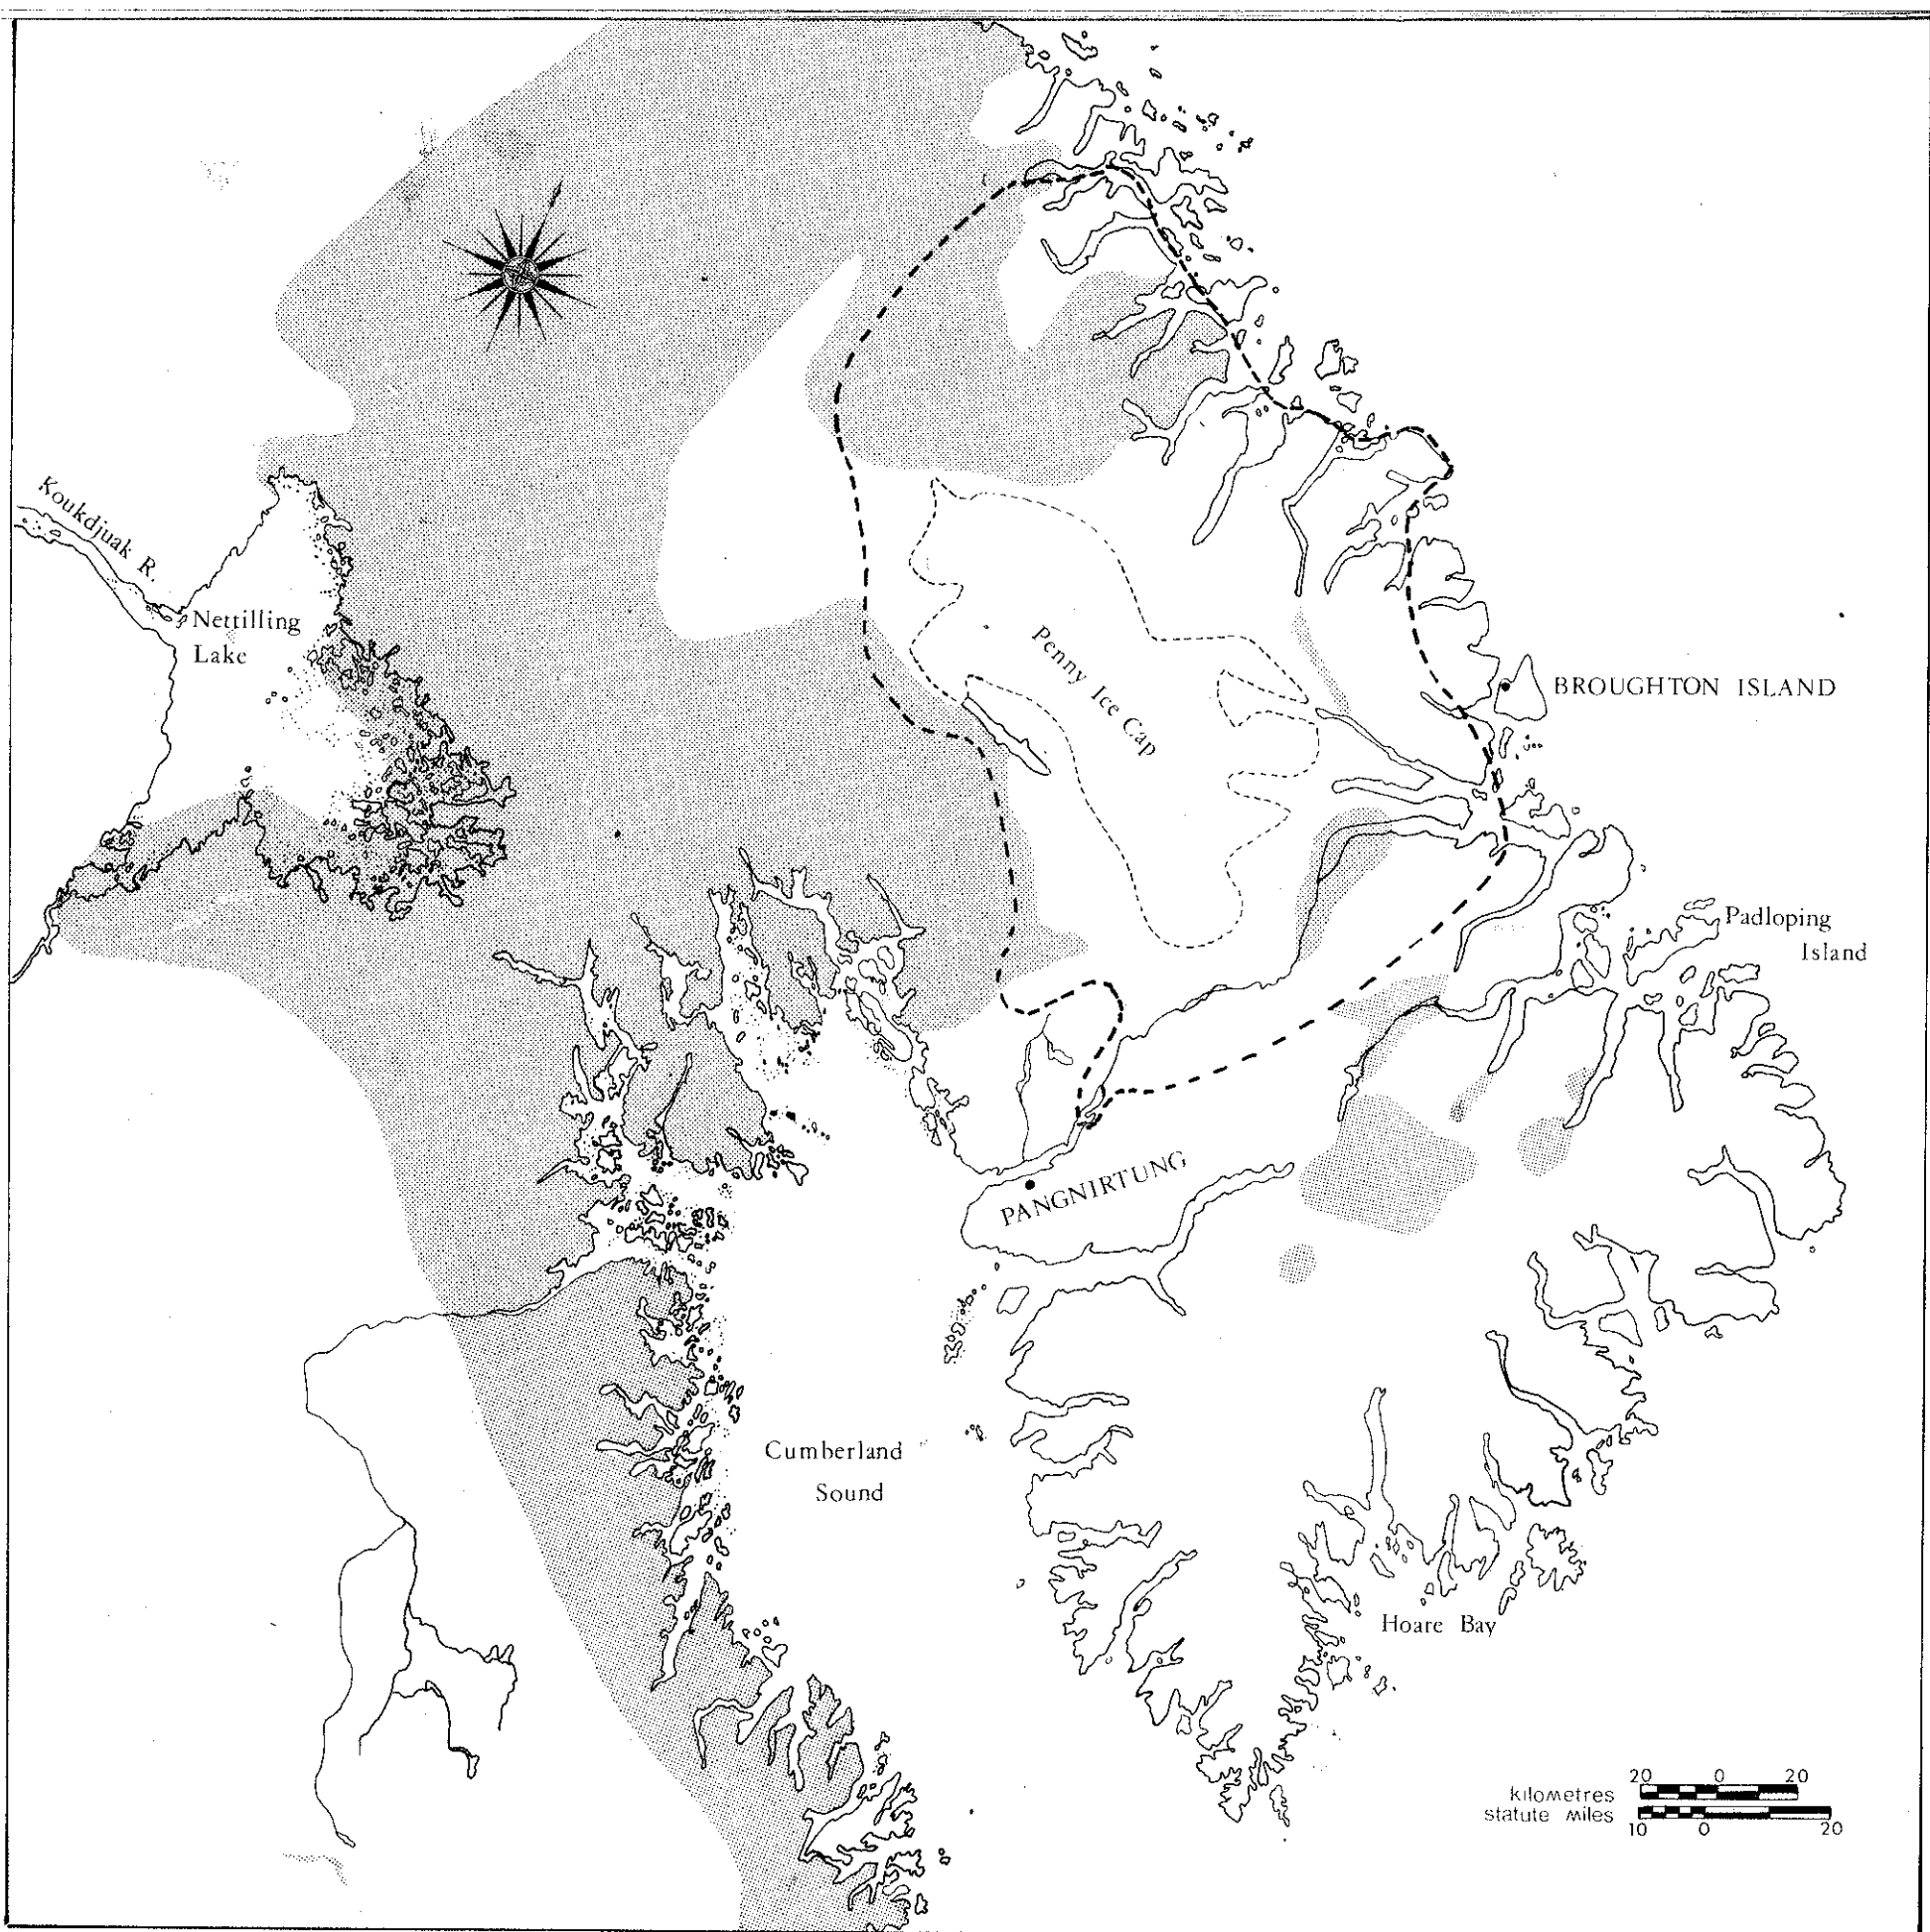 Koukdjuak R.
Nettilling
Lake
Penny Ice Cap
BROUGHTON ISLAND
Padloping
Island
PANGNIRTUNG
Cumberland
Sound
Hoare Bay
20 0 20
kilometres
statute miles
10 0 20